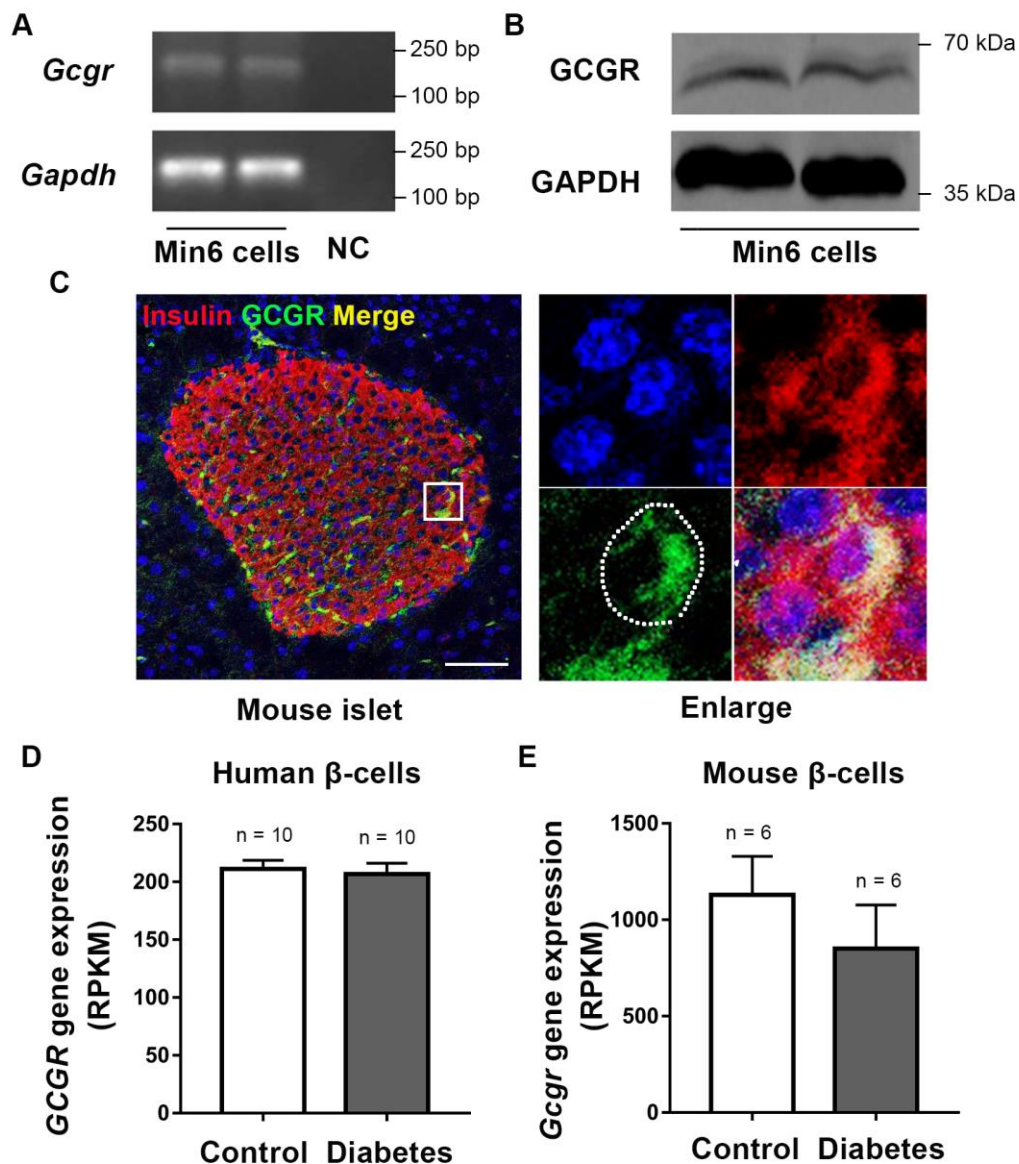 A
Gcgr
250 bp
100 bp
Gapdh
250 bp
100 bp
Min6 cells NC
B
GCGR
70 kDa
GAPDH
35 kDa
Min6 cells
C
Insulin GCGR Merge
Mouse islet
Enlarge
D
Human β-cells
GCGR gene expression
(RPKM)
250
200
150
100
50
0
n = 10
n = 10
Control Diabetes
E
Mouse β-cells
Gcgr gene expression
(RPKM)
1500
1000
500
0
n = 6
n = 6
Control Diabetes